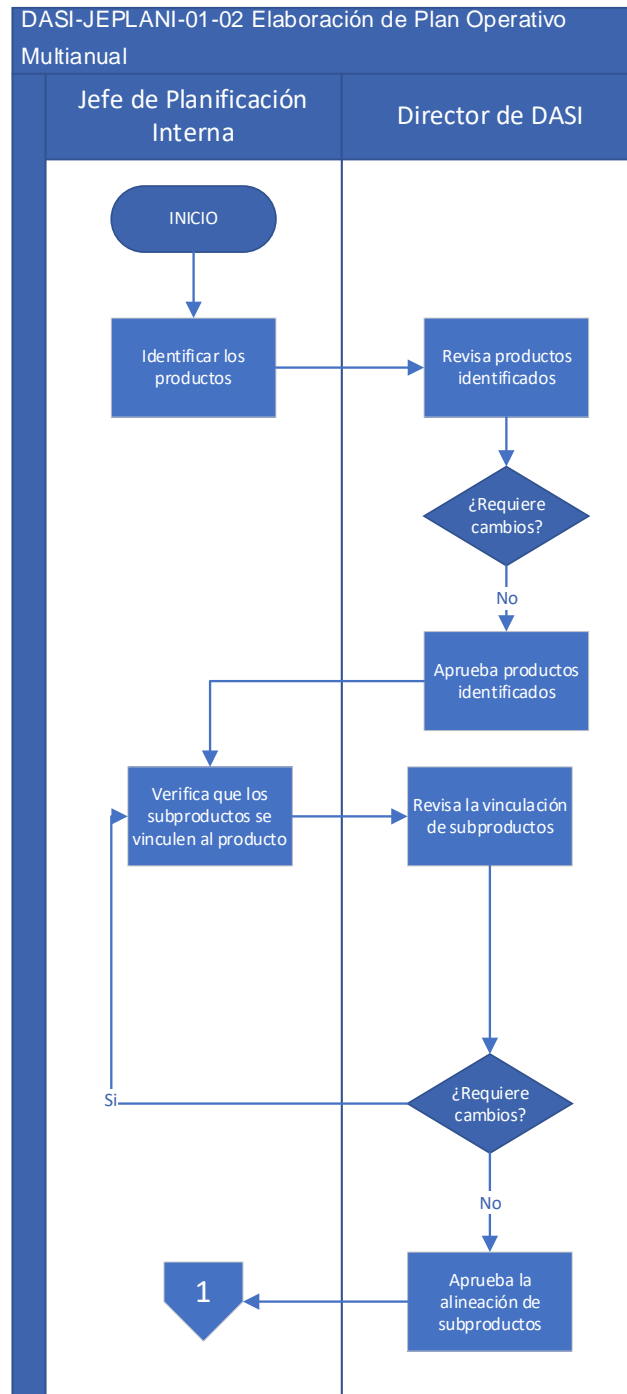 DASI-JEPLANI-01-02 Elaboración de Plan Operativo
Multianual
Jefe de Planificación
Interna
Director de DASI
INICIO
Identificar los
productos
Revisa productos
identificados
¿Requiere
cambios?
No
Aprueba productos
identificados
Verifica que los
subproductos se
vinculen al producto
Revisa la vinculación
de subproductos
¿Requiere
cambios?
Si
No
Aprueba la
alineación de
subproductos
1